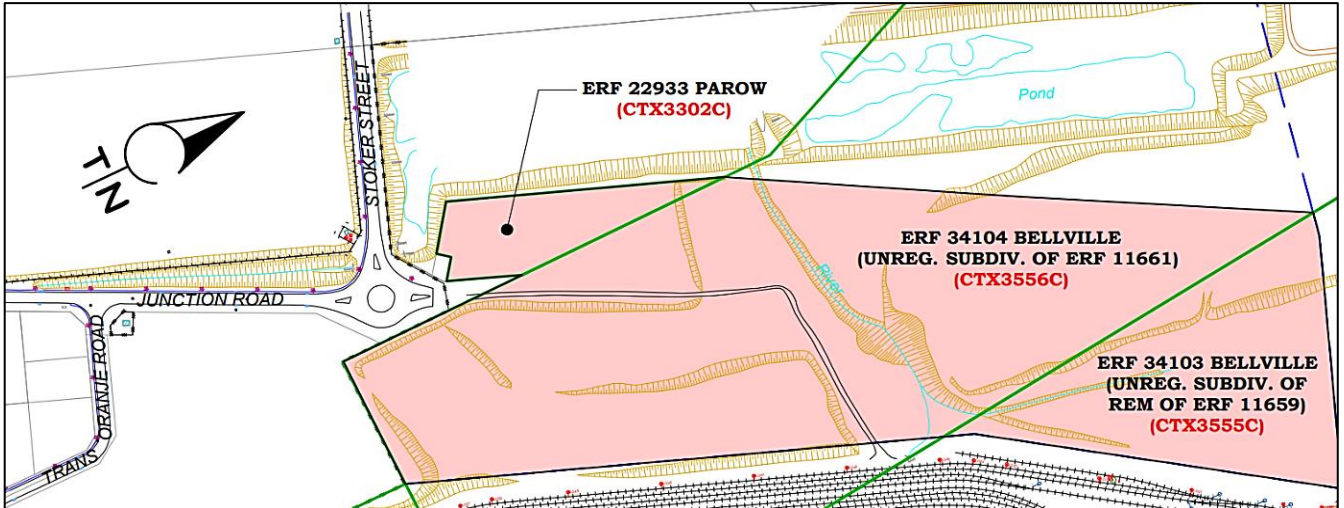 ERF 22933 PAROW
(CTX3302C)
Pond
STOKER STREET
TN
ERF 34104 BELLVILLE
(UNREG. SUBDIV. OF ERF 11661)
(CTX3556C)
River
JUNCTION ROAD
TRANS ORANJE ROAD
ERF 34103 BELLVILLE
(UNREG. SUBDIV. OF
REM OF ERF 11659)
(CTX3555C)